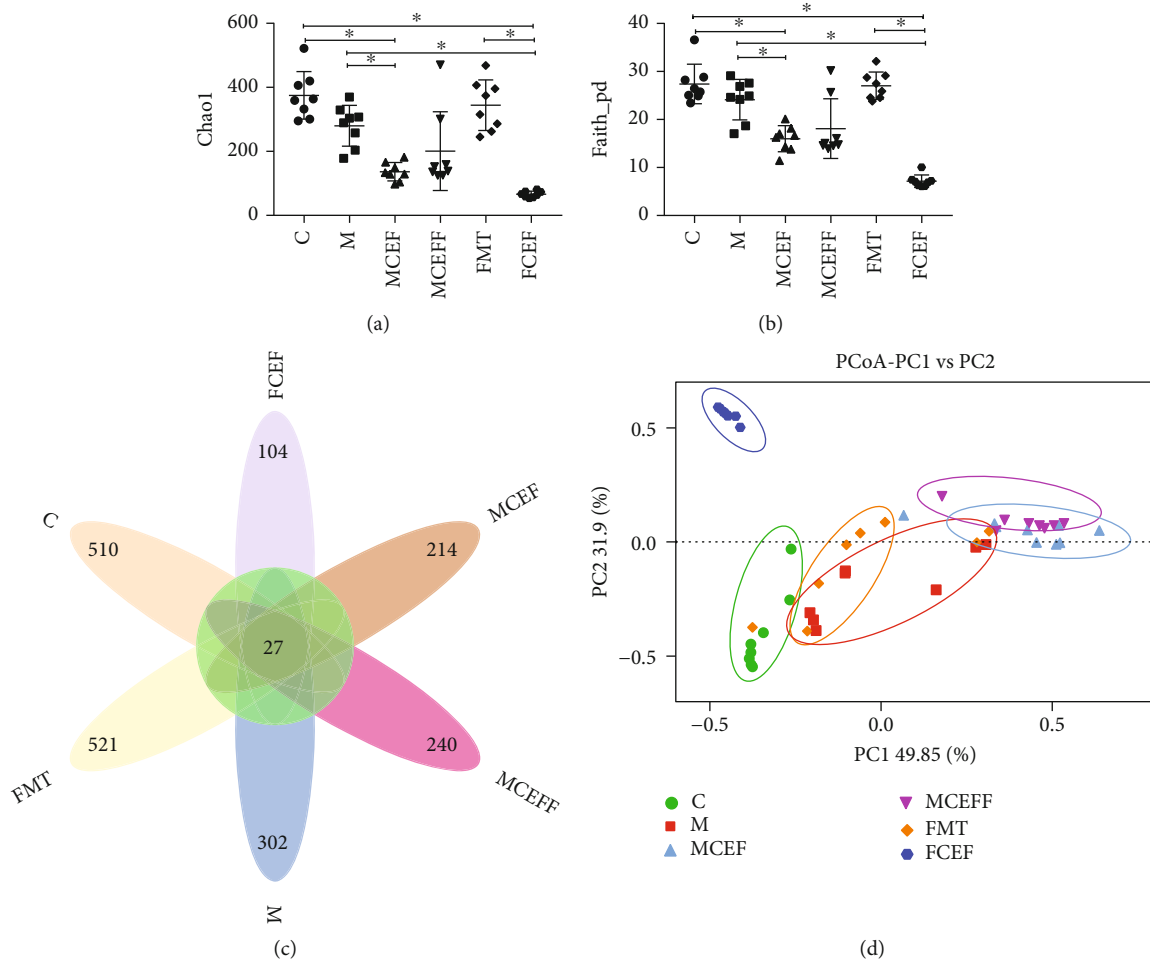 *
*
*
*
*
Chao1
600
400
200
0
C
M
MCEF
MCEFF
FMT
FCEF
(a)
*
*
*
*
*
Faith_pd
40
30
20
10
0
C
M
MCEF
MCEFF
FMT
FCEF
(b)
FCEF
104
MCEF
214
C
510
27
FMT
521
MCEFF
240
302
M
(c)
PCoA-PC1 vs PC2
PC2 31.9 (%)
0.5
0.0
−0.5
−0.5
0.0
0.5
PC1 49.85 (%)
C
M
MCEF
MCEFF
FMT
FCEF
(d)